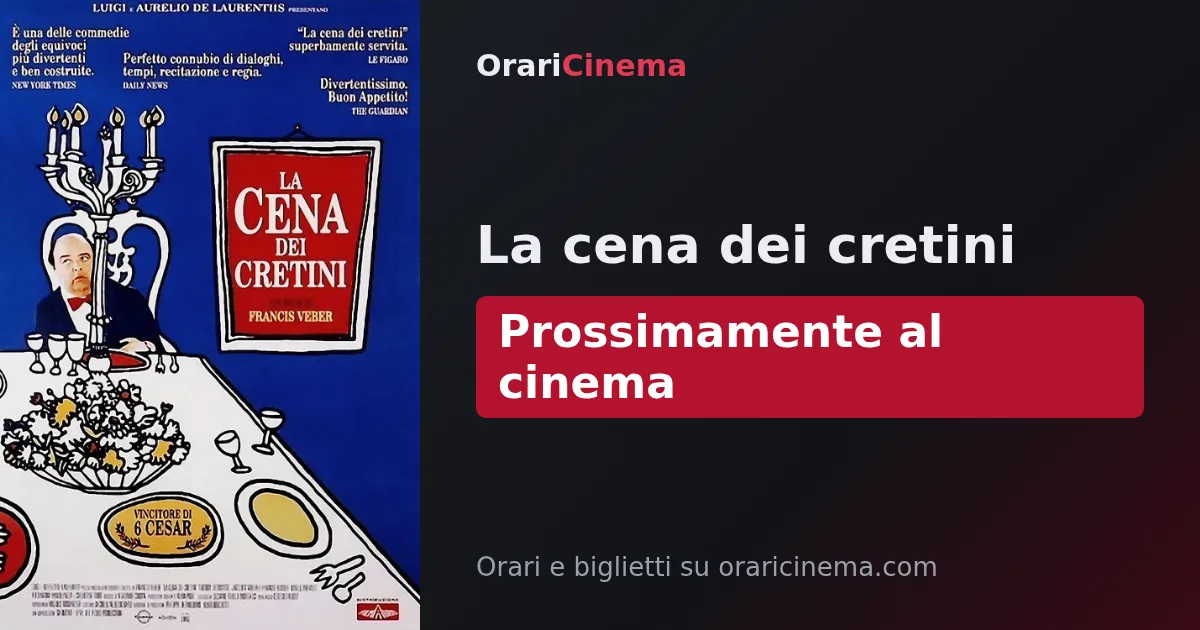 LUIGI E AURELIO DE LAURENTIIS PRESENTANO
È una delle commedie
degli equivoci
più divertenti
e ben costruite.
NEW YORK TIMES
Perfetto connubio di dialoghi,
tempi, recitazione e regia.
DAILY NEWS
“La cena dei cretini”
superbamente servita.
LE FIGARO
Divertentissimo.
Buon Appetito!
THE GUARDIAN
LA
CENA
DEI
CRETINI
FRANCIS VEBER
VINCITORE DI
6 CESAR
OrariCinema
La cena dei cretini
Prossimamente al
cinema
Orari e biglietti su oraricinema.com